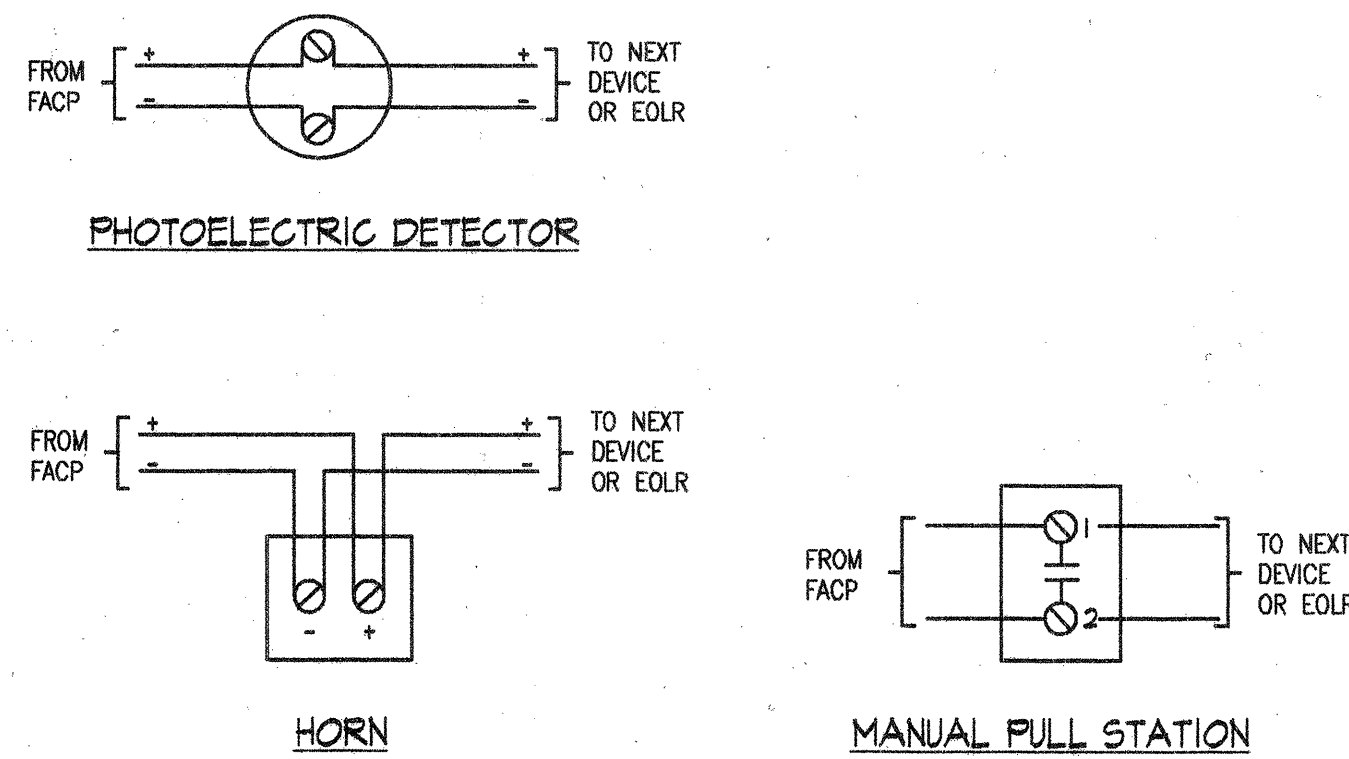 +
FROM
FACP
-
+
-
TO NEXT
DEVICE
OR EOLR
PHOTOELECTRIC DETECTOR
+
FROM
FACP
-
+
-
TO NEXT
DEVICE
OR EOLR
- +
HORN
FROM
FACP
1
2
TO NEXT
DEVICE
OR EOLR
MANUAL PULL STATION